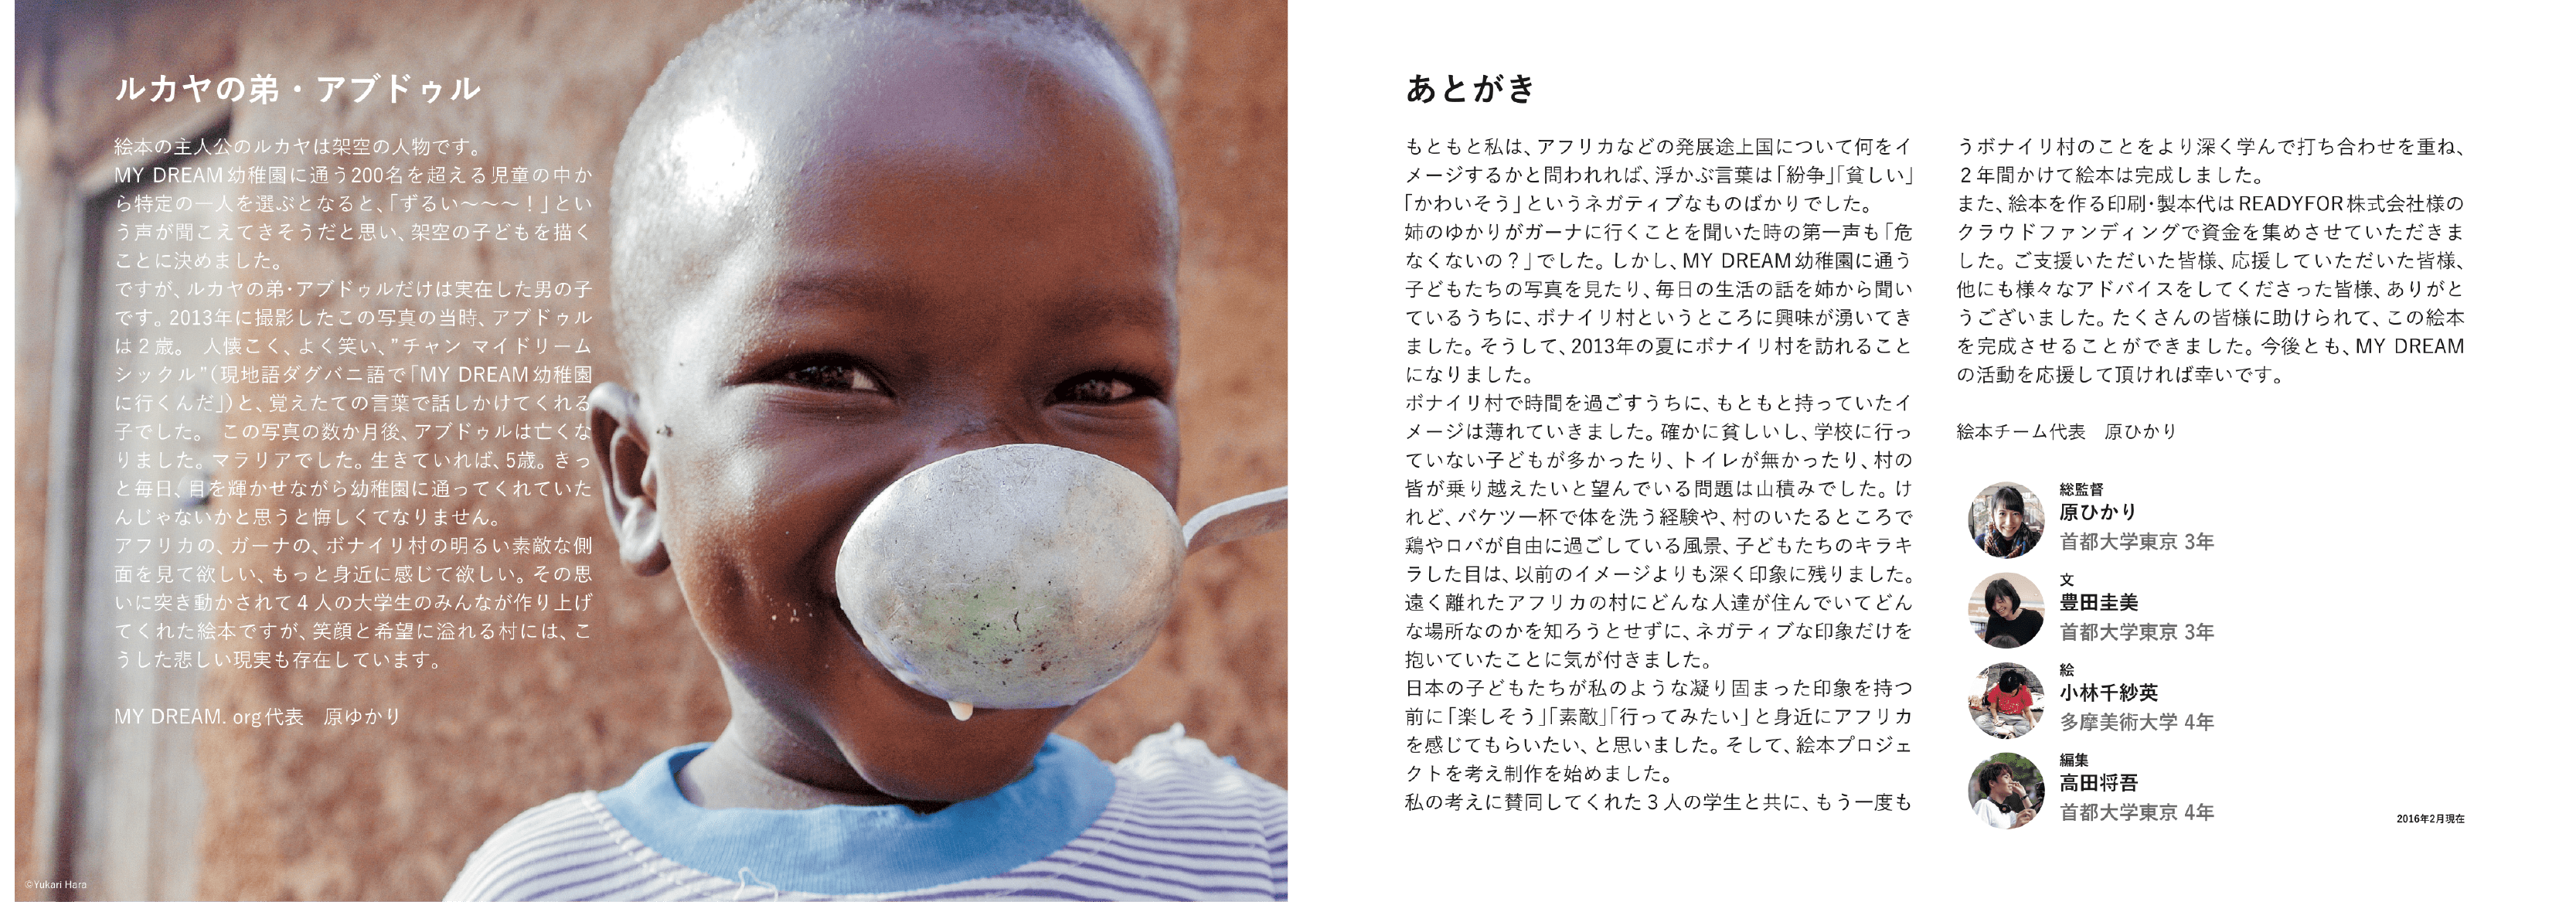 ルカヤの弟・アブドゥル
絵本の主人公のルカヤは架空の人物です。
MY DREAM幼稚園に通う200名を超える児童の中か
ら特定の一人を選ぶとなると、「ずるい〜〜〜！」とい
う声が聞こえてきそうだと思い、架空の子どもを描く
ことに決めました。
ですが、ルカヤの弟・アブドゥルだけは実在した男の子
です。2013年に撮影したこの写真の当時、アブドゥル
は２歳。　人懐こく、よく笑い、”チャン マイドリーム
シックル”（現地語ダグバニ語で「MY DREAM幼稚園
に行くんだ」）と、覚えたての言葉で話しかけてくれる
子でした。　この写真の数か月後、アブドゥルは亡くな
りました。マラリアでした。生きていれば、5歳。きっ
と毎日、目を輝かせながら幼稚園に通ってくれていた
んじゃないかと思うと悔しくてなりません。
アフリカの、ガーナの、ボナイリ村の明るい素敵な側
面を見て欲しい、もっと身近に感じて欲しい。その思
いに突き動かされて４人の大学生のみんなが作り上げ
てくれた絵本ですが、笑顔と希望に溢れる村には、こ
うした悲しい現実も存在しています。
MY DREAM. org代表　原ゆかり
©Yukari Hara
あとがき
もともと私は、アフリカなどの発展途上国について何をイ
メージするかと問われれば、浮かぶ言葉は「紛争」「貧しい」
「かわいそう」というネガティブなものばかりでした。
姉のゆかりがガーナに行くことを聞いた時の第一声も「危
なくないの？」でした。しかし、MY DREAM幼稚園に通う
子どもたちの写真を見たり、毎日の生活の話を姉から聞い
ているうちに、ボナイリ村というところに興味が湧いてき
ました。そうして、2013年の夏にボナイリ村を訪れること
になりました。
ボナイリ村で時間を過ごすうちに、もともと持っていたイ
メージは薄れていきました。確かに貧しいし、学校に行っ
ていない子どもが多かったり、トイレが無かったり、村の
皆が乗り越えたいと望んでいる問題は山積みでした。け
れど、バケツ一杯で体を洗う経験や、村のいたるところで
鶏やロバが自由に過ごしている風景、子どもたちのキラキ
ラした目は、以前のイメージよりも深く印象に残りました。
遠く離れたアフリカの村にどんな人達が住んでいてどん
な場所なのかを知ろうとせずに、ネガティブな印象だけを
抱いていたことに気が付きました。
日本の子どもたちが私のような凝り固まった印象を持つ
前に「楽しそう」「素敵」「行ってみたい」と身近にアフリカ
を感じてもらいたい、と思いました。そして、絵本プロジェ
クトを考え制作を始めました。
私の考えに賛同してくれた３人の学生と共に、もう一度も
うボナイリ村のことをより深く学んで打ち合わせを重ね、
２年間かけて絵本は完成しました。
また、絵本を作る印刷・製本代はREADYFOR株式会社様の
クラウドファンディングで資金を集めさせていただきま
した。ご支援いただいた皆様、応援していただいた皆様、
他にも様々なアドバイスをしてくださった皆様、ありがと
うございました。たくさんの皆様に助けられて、この絵本
を完成させることができました。今後とも、MY DREAM
の活動を応援して頂ければ幸いです。
絵本チーム代表　原ひかり
総監督
原ひかり
首都大学東京 3年
文
豊田圭美
首都大学東京 3年
絵
小林千紗英
多摩美術大学 4年
編集
高田将吾
首都大学東京 4年
2016年2月現在